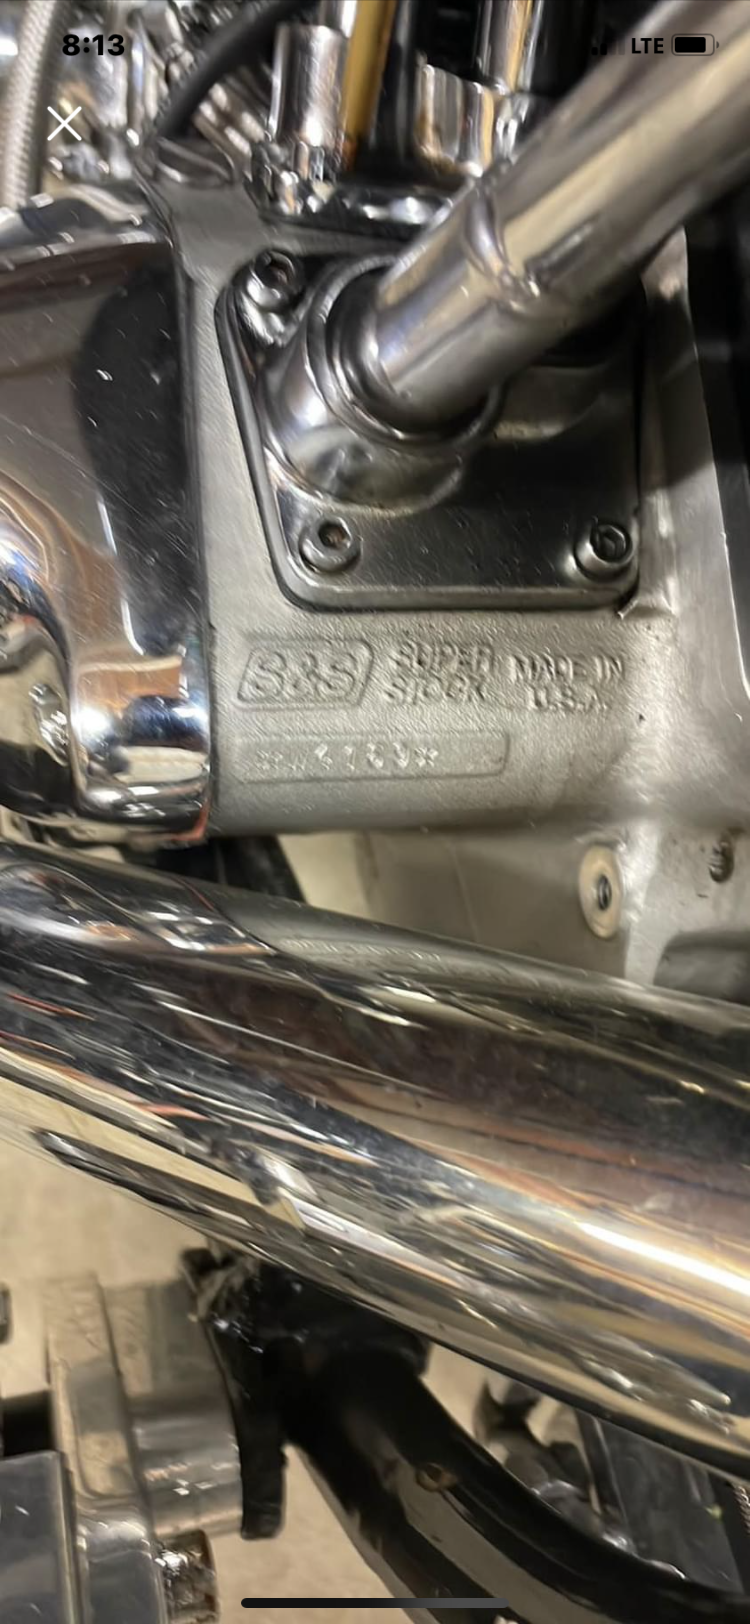 8:13 LTE
S&S SUPER STOCK MADE IN U.S.A.